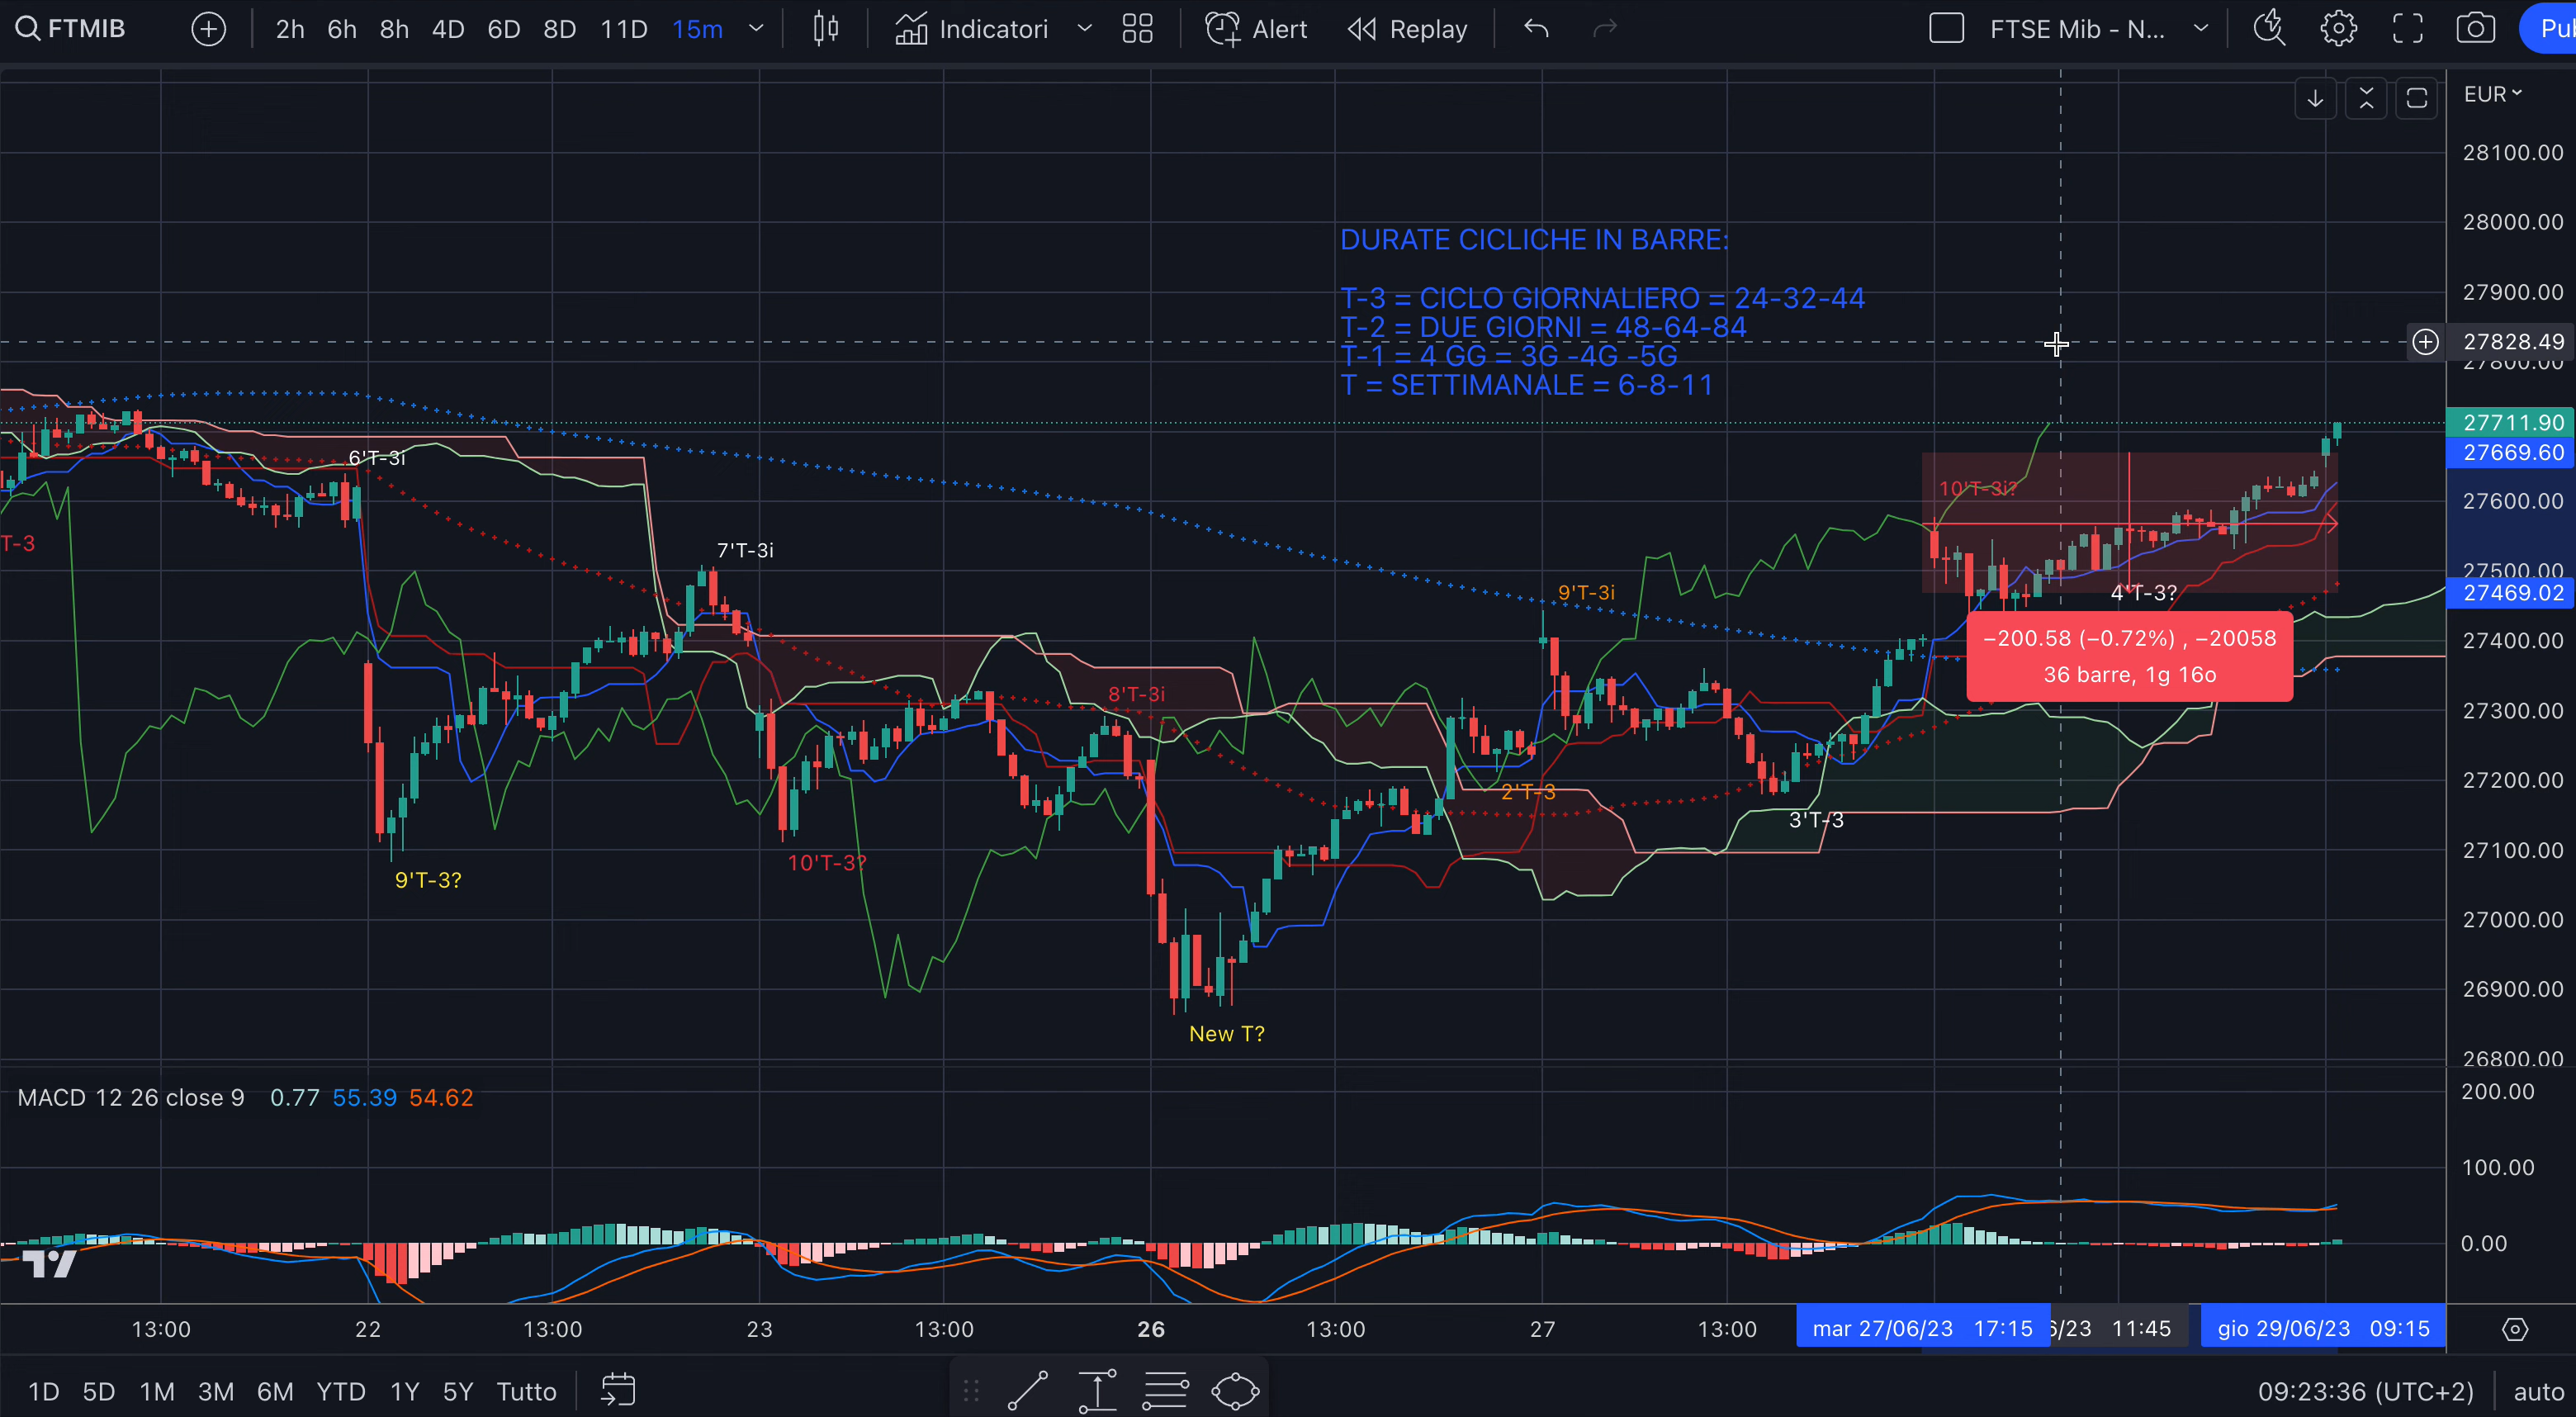 FTMIB 2h 6h 8h 4D 6D 8D 11D 15m Indicatori Alert Replay FTSE Mib - N...
EUR
28100.00
28000.00
DURATE CICLICHE IN BARRE:
T-3 = CICLO GIORNALIERO = 24-32-44
27900.00
T-2 = DUE GIORNI = 48-64-84
27828.49
T-1 = 4 GG = 3G -4G -5G
27800.00
T = SETTIMANALE = 6-8-11
27711.90
27669.60
6'T-3i
10'T-3i?
27600.00
T-3
7'T-3i
27500.00
9'T-3i
4'T-3?
27469.02
−200.58 (−0.72%) , −20058
36 barre, 1g 16o
27400.00
8'T-3i
27300.00
2'T-3
27200.00
3'T-3
10'T-3?
27100.00
9'T-3?
27000.00
26900.00
New T?
26800.00
MACD 12 26 close 9 0.77 55.39 54.62
200.00
100.00
0.00
13:00 22 13:00 23 13:00 26 13:00 27 13:00 mar 27/06/23 17:15 6/23 11:45 gio 29/06/23 09:15
1D 5D 1M 3M 6M YTD 1Y 5Y Tutto 09:23:36 (UTC+2) auto